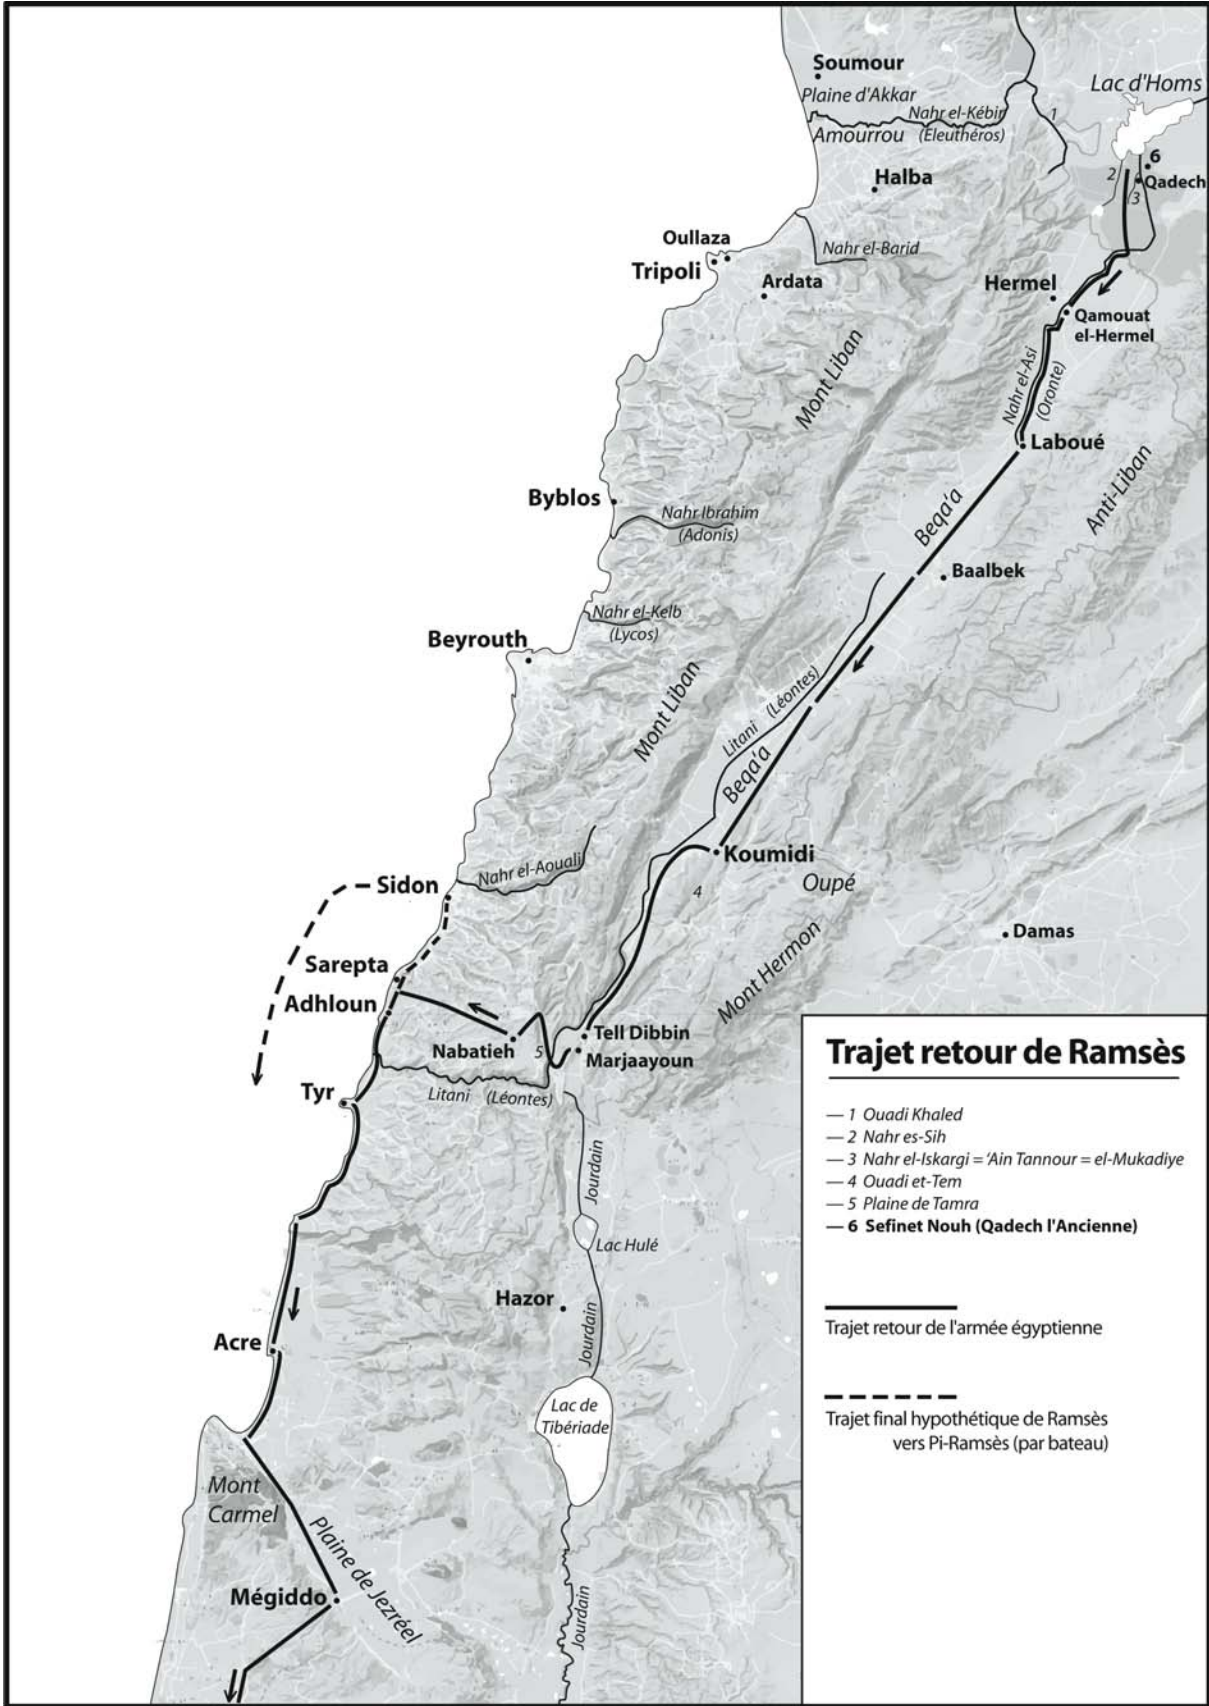 Soumour
Plaine d'Akkar
Lac d'Homs
Nahr el-Kébir
(Eleuthéros)
Amourrou
1
6
2
Qadech
3
Halba
Oullaza
Tripoli
Nahr el-Barid
Ardata
Hermel
Qamouat
el-Hermel
Mont Liban
Nahr el-Asi
(Oronte)
Laboué
Anti-Liban
Byblos
Nahr Ibrahim
(Adonis)
Beqa'a
Baalbek
Nahr el-Kelb
(Lycos)
Beyrouth
Mont Liban
Litani (Léontes)
Beqa'a
Koumidi
Oupé
4
Nahr el-Aouali
Sidon
Damas
Sarepta
Mont Hermon
Adhloun
Nabatieh
5
Tell Dibbin
Marjaayoun
Litani (Léontes)
Tyr
Jourdain
Lac Hulé
Hazor
Jourdain
Acre
Lac de
Tibériade
Mont
Carmel
Plaine de Jezréel
Mégiddo
Jourdain
Trajet retour de Ramsès
— 1 Ouadi Khaled
— 2 Nahr es-Sih
— 3 Nahr el-Iskargi = ‘Ain Tannour = el-Mukadiye
— 4 Ouadi et-Tem
— 5 Plaine de Tamra
— 6 Sefinet Nouh (Qadech l'Ancienne)
Trajet retour de l'armée égyptienne
Trajet final hypothétique de Ramsès
vers Pi-Ramsès (par bateau)